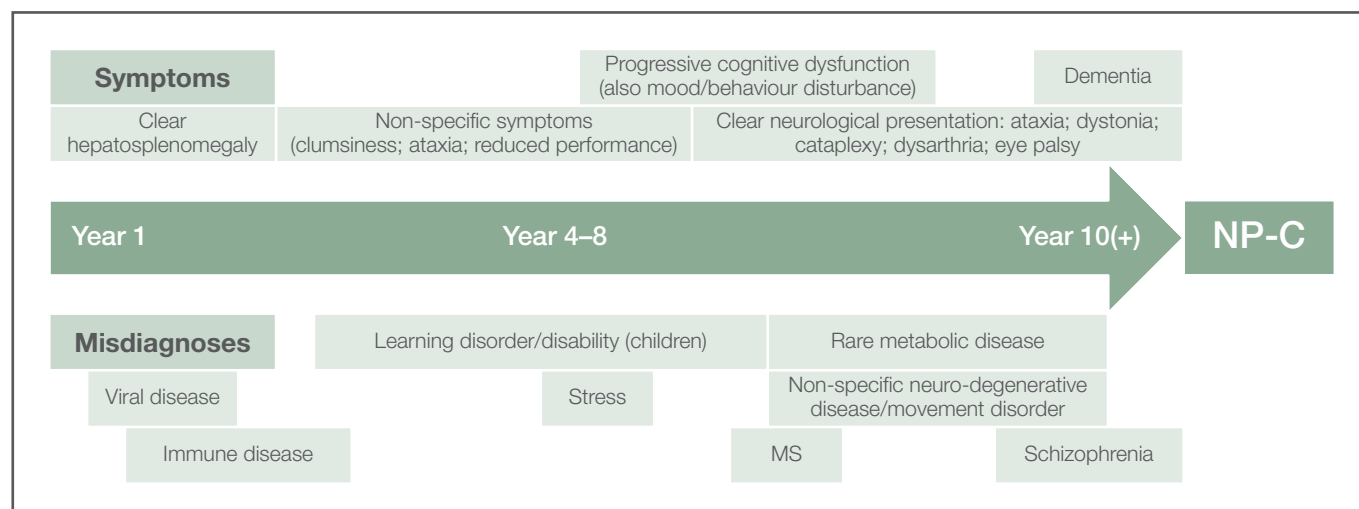 Symptoms
Progressive cognitive dysfunction
(also mood/behaviour disturbance)
Dementia
Clear
hepatosplenomegaly
Non-specific symptoms
(clumsiness; ataxia; reduced performance)
Clear neurological presentation: ataxia; dystonia;
cataplexy; dysarthria; eye palsy
Year 1
Year 4–8
Year 10(+)
NP-C
Misdiagnoses
Learning disorder/disability (children)
Rare metabolic disease
Viral disease
Stress
Non-specific neuro-degenerative
disease/movement disorder
Immune disease
MS
Schizophrenia